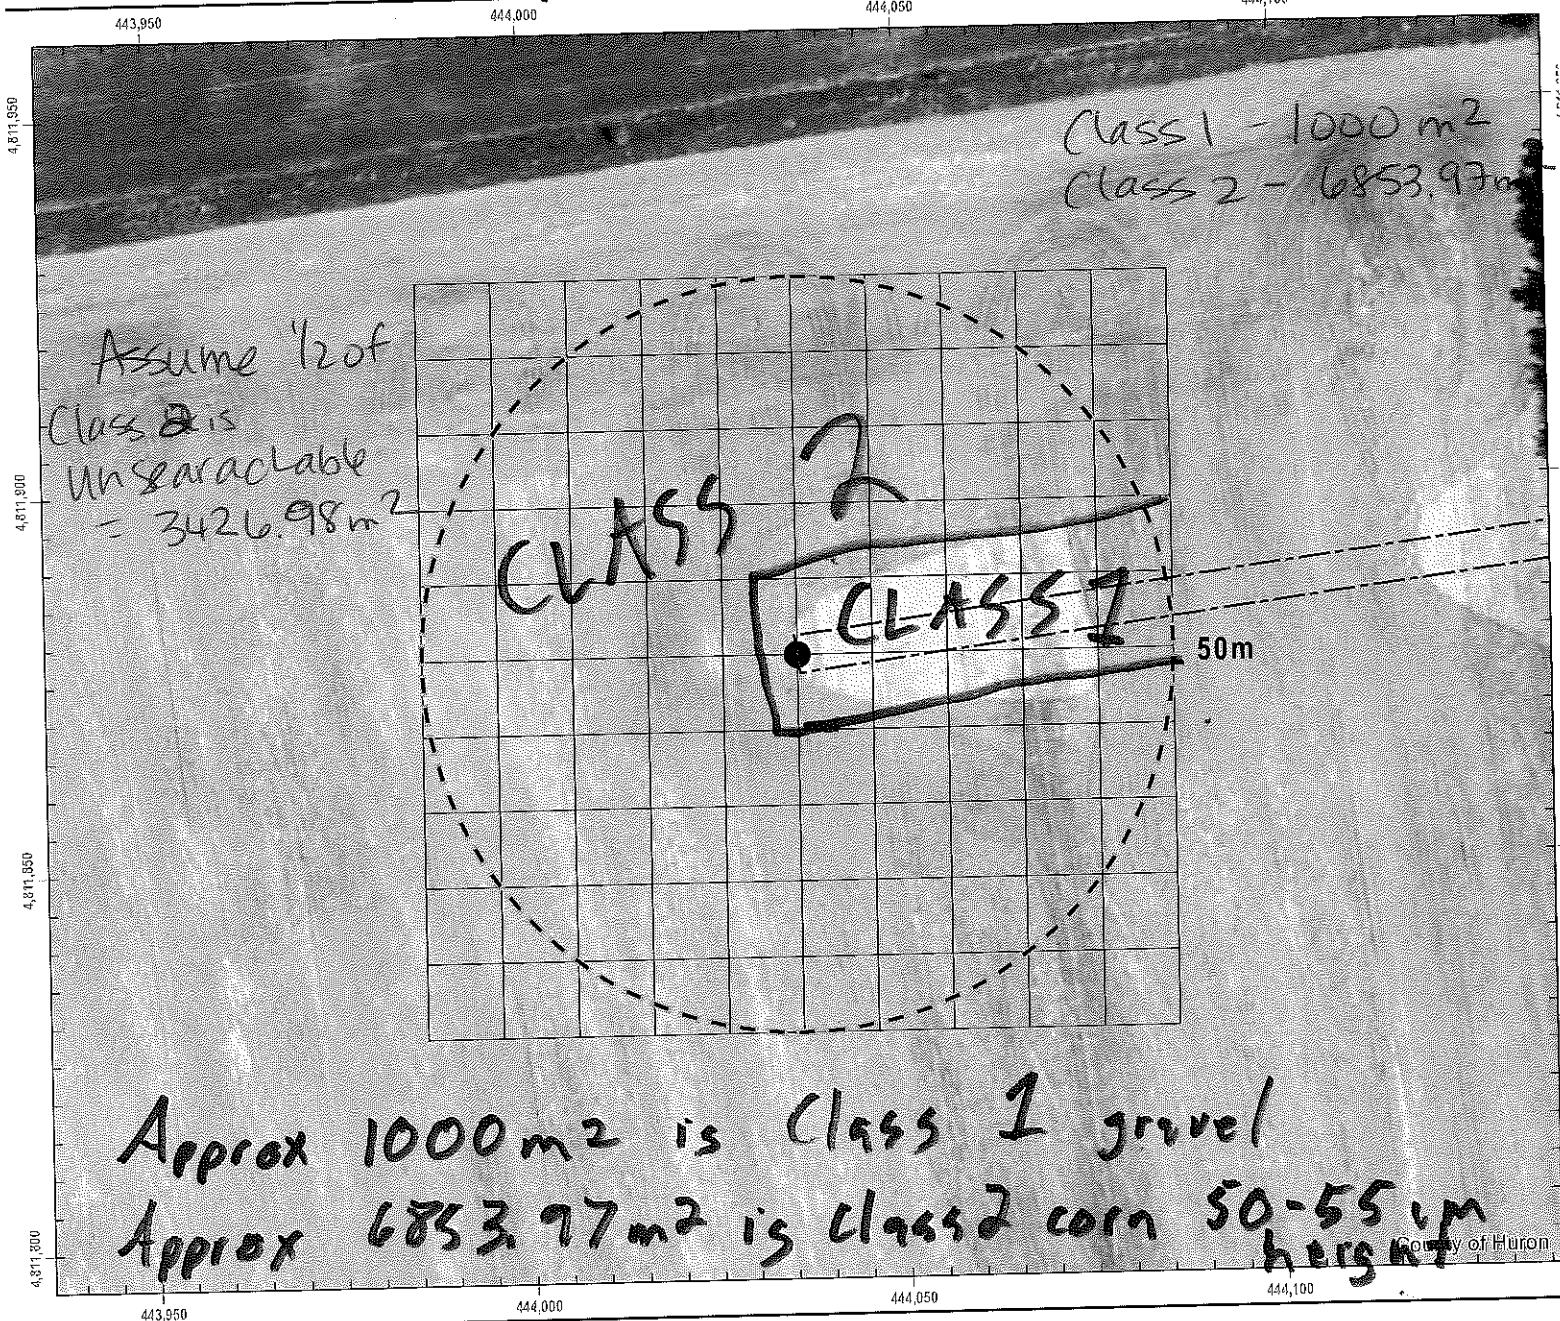 443,950
444,000
444,050
4,811,950
Class 1 - 1000 m²
Class 2 - 6853.97m
Assume 1/2 of
Class 2 is
unsearachable
= 3426.98m²
4,811,900
CLASS 2
CLASS 1
50m
4,811,850
Approx 1000m² is Class 1 gravel
Approx 6853.97m² is Class 2 corn 50-55 cm
height
County of Huron
4,811,800
443,950
444,000
444,050
444,100